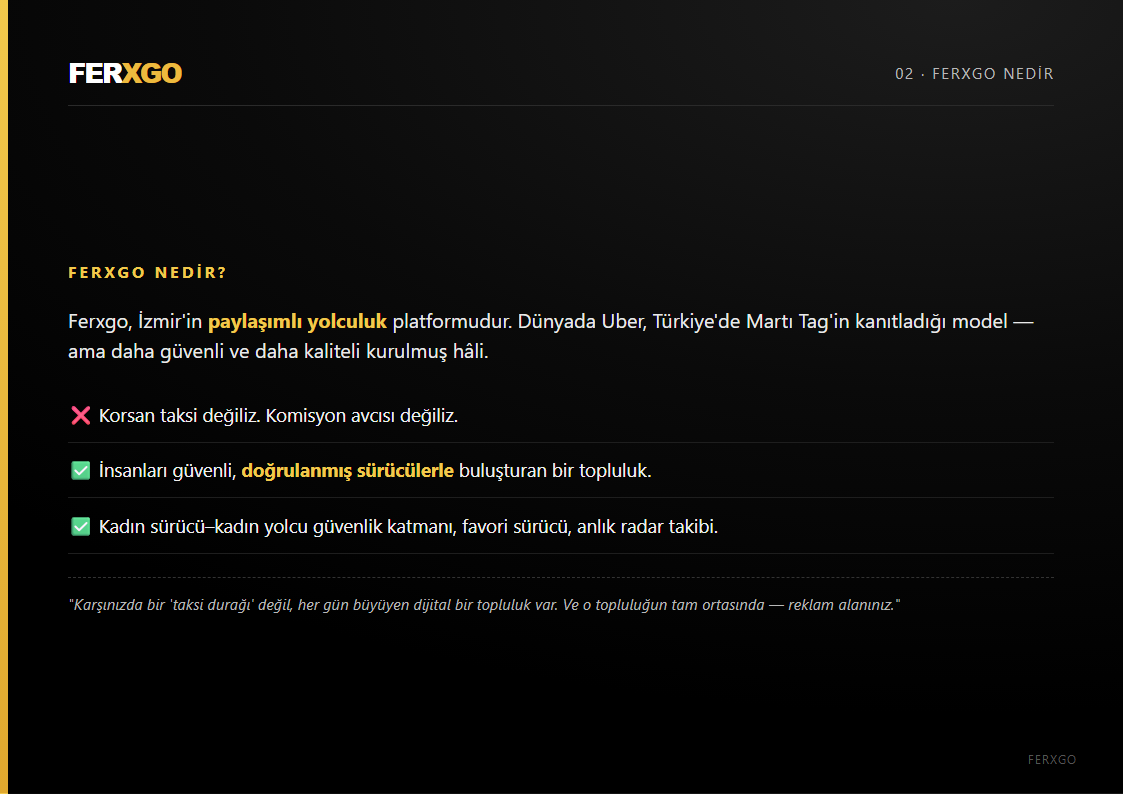 FERXGO
02 · FERXGO NEDİR
FERXGO NEDİR?
Ferxgo, İzmir'in paylaşımlı yolculuk platformudur. Dünyada Uber, Türkiye'de Martı Tag'in kanıtladığı model —
ama daha güvenli ve daha kaliteli kurulmuş hâli.
❌ Korsan taksi değiliz. Komisyon avcısı değiliz.
✅ İnsanları güvenli, doğrulanmış sürücülerle buluşturan bir topluluk.
✅ Kadın sürücü–kadın yolcu güvenlik katmanı, favori sürücü, anlık radar takibi.
"Karşınızda bir 'taksi durağı' değil, her gün büyüyen dijital bir topluluk var. Ve o topluluğun tam ortasında — reklam alanınız."
FERXGO